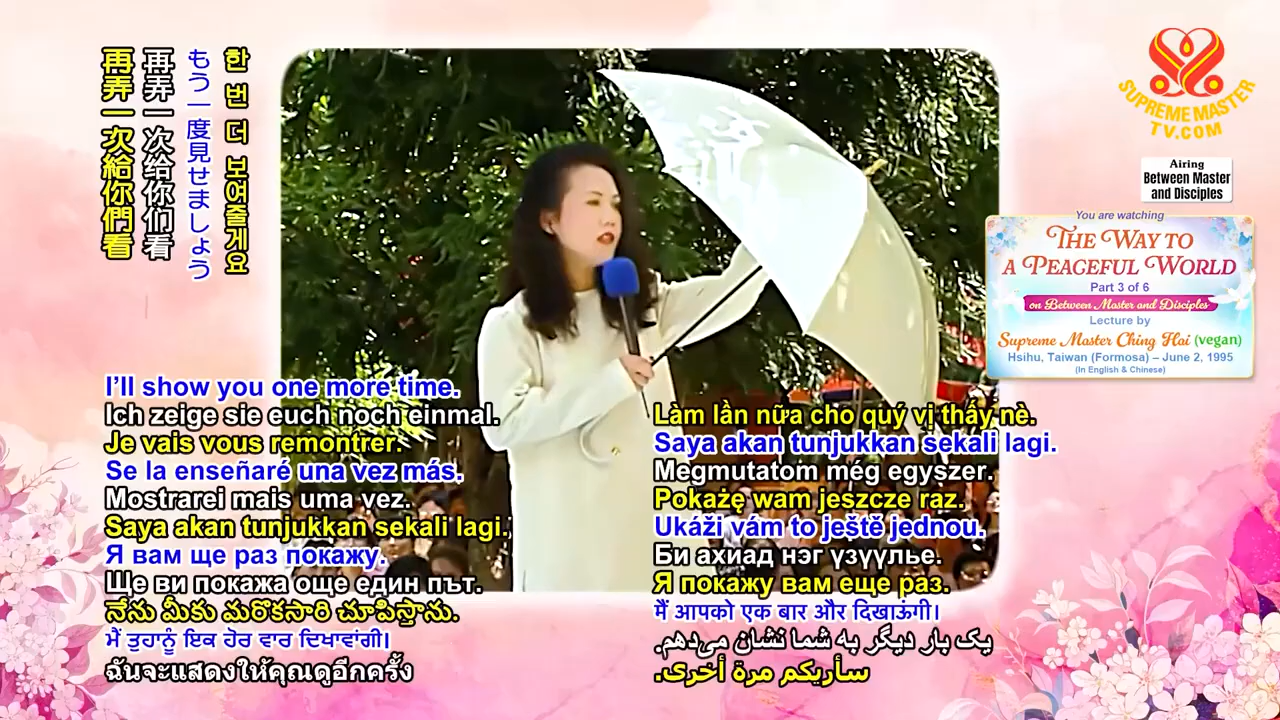 再弄一次給你們看
再弄一次给你们看
もう一度見せましょう
한 번 더 보여줄게요
SUPREME MASTER
TV.COM
Airing
Between Master
and Disciples
You are watching
THE WAY TO
A PEACEFUL WORLD
Part 3 of 6
on Between Master and Disciples
Lecture by
Supreme Master Ching Hai (vegan)
Hsihu, Taiwan (Formosa) – June 2, 1995
(In English & Chinese)
I’ll show you one more time.
Ich zeige sie euch noch einmal.
Je vais vous remontrer.
Se la enseñaré una vez más.
Mostrarei mais uma vez.
Saya akan tunjukkan sekali lagi.
Я вам ще раз покажу.
Ще ви покажа още един път.
నేను మీకు మరొకసారి చూపిస్తాను.
ਮੈਂ ਤੁਹਾਨੂੰ ਇਕ ਹੋਰ ਵਾਰ ਦਿਖਾਵਾਂਗੀ।
ฉันจะแสดงให้คุณดูอีกครั้ง
Làm lần nữa cho quý vị thấy nè.
Saya akan tunjukkan sekali lagi.
Megmutatom még egyszer.
Pokażę wam jeszcze raz.
Ukáži vám to ještě jednou.
Би ахиад нэг үзүүлье.
Я покажу вам еще раз.
मैं आपको एक बार और दिखाऊंगी।
یک بار دیگر به شما نشان می‌دهم.
سأريكم مرة أخرى.